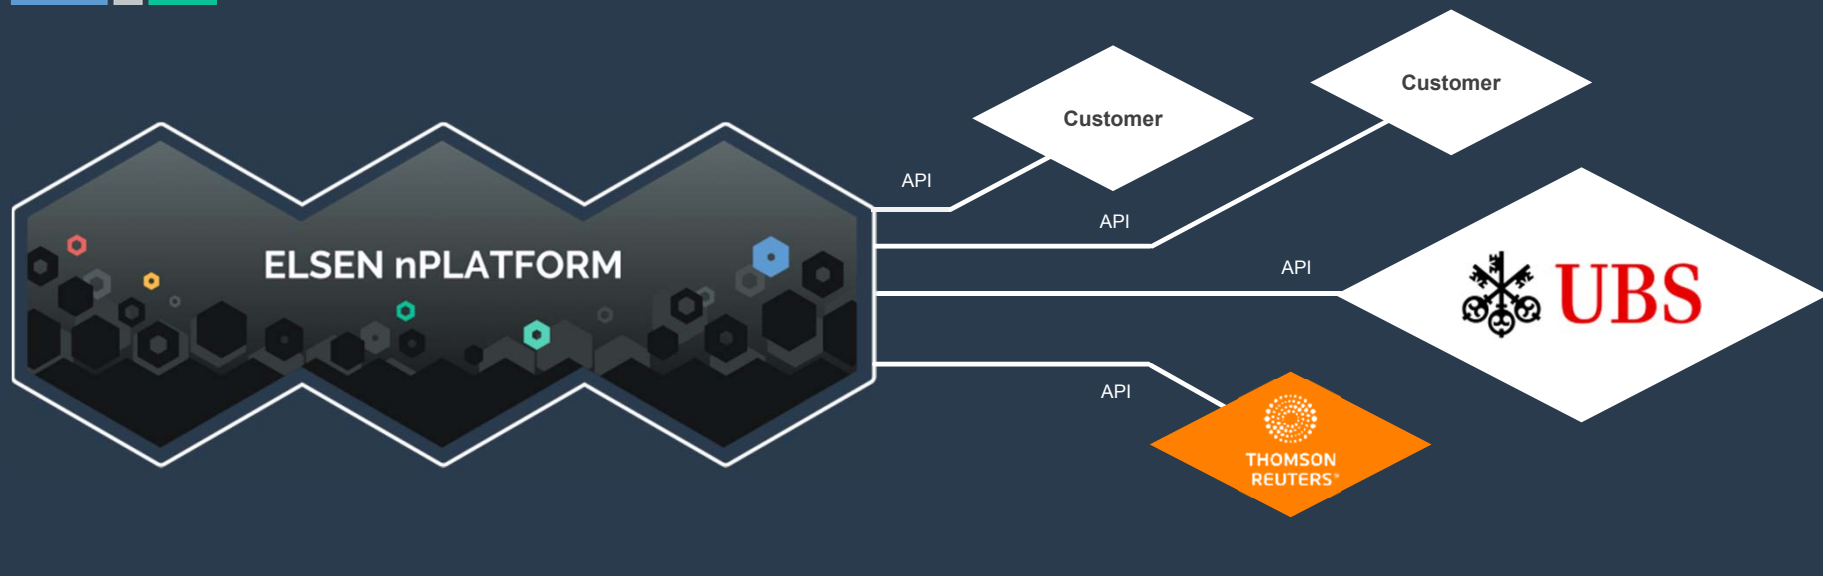 ELSEN nPLATFORM
API
Customer
API
Customer
API
UBS
API
THOMSON
REUTERS